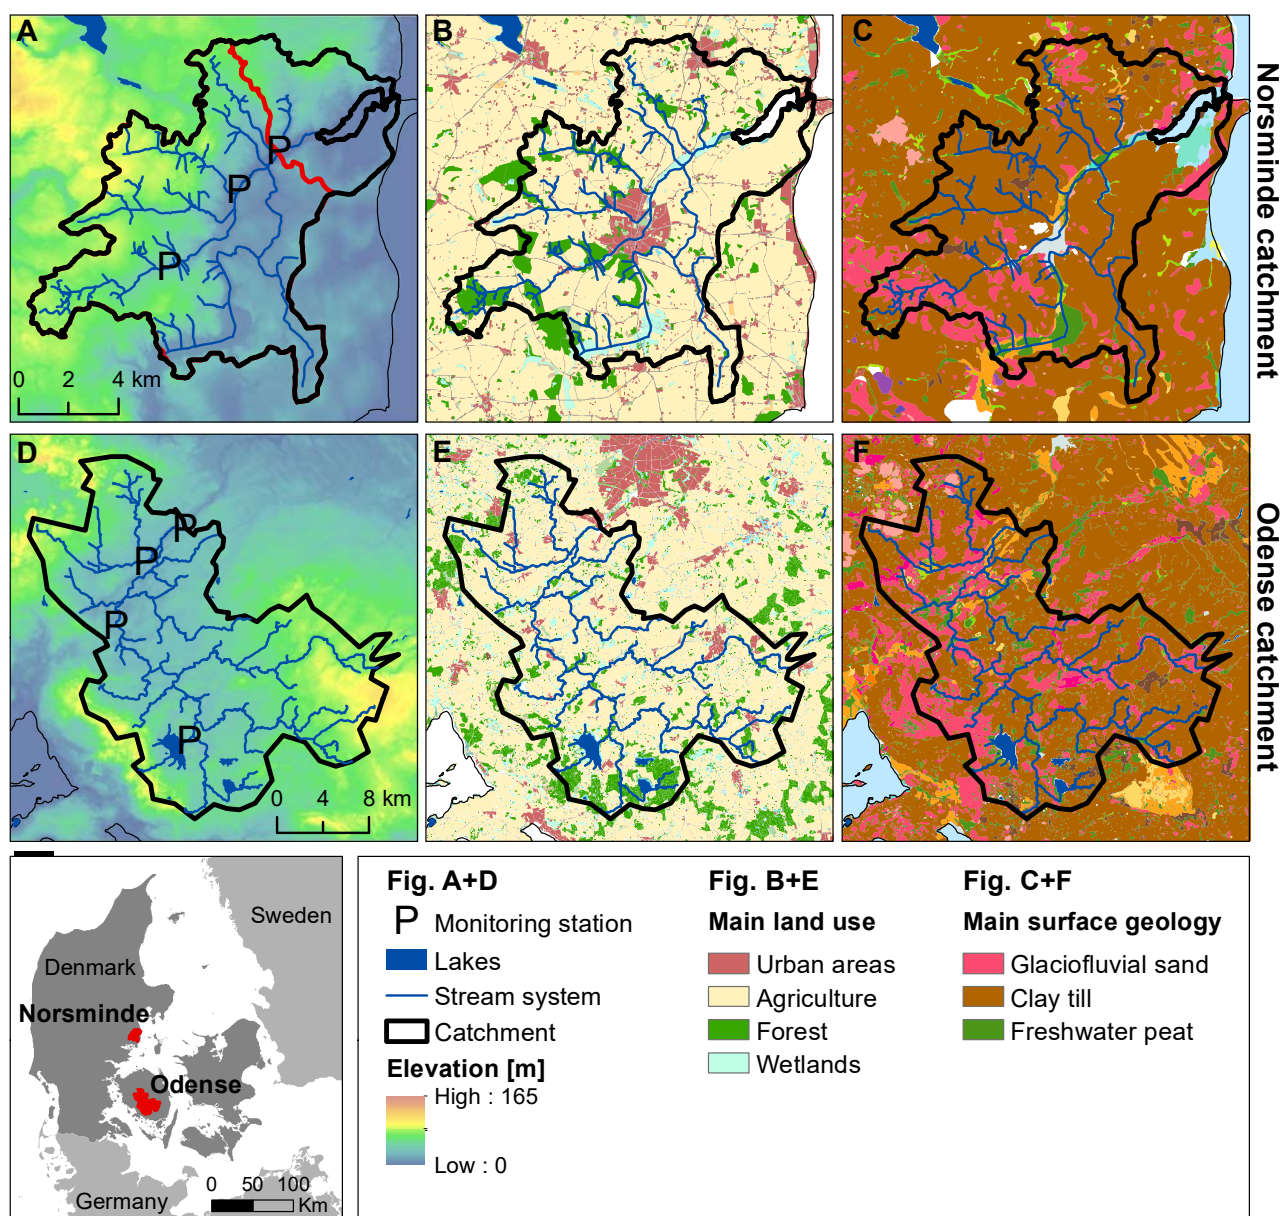 A
B
C
P
P
P
0 2 4 km
Norsminde catchment
D
E
F
P
P
P
P
0 4 8 km
Odense catchment
Sweden
Denmark
Norsminde
Odense
Germany
0 50 100
Km
Fig. A+D
P Monitoring station
Lakes
Stream system
Catchment
Elevation [m]
High : 165
Low : 0
Fig. B+E
Main land use
Urban areas
Agriculture
Forest
Wetlands
Fig. C+F
Main surface geology
Glaciofluvial sand
Clay till
Freshwater peat